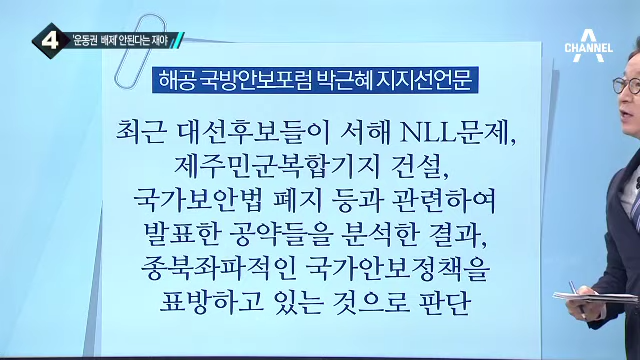 4 '운동권 배제' 안된다는 재야
CHANNEL A
해공 국방안보포럼 박근혜 지지선언문
최근 대선후보들이 서해 NLL문제,
제주민군복합기지 건설,
국가보안법 폐지 등과 관련하여
발표한 공약들을 분석한 결과,
종북좌파적인 국가안보정책을
표방하고 있는 것으로 판단